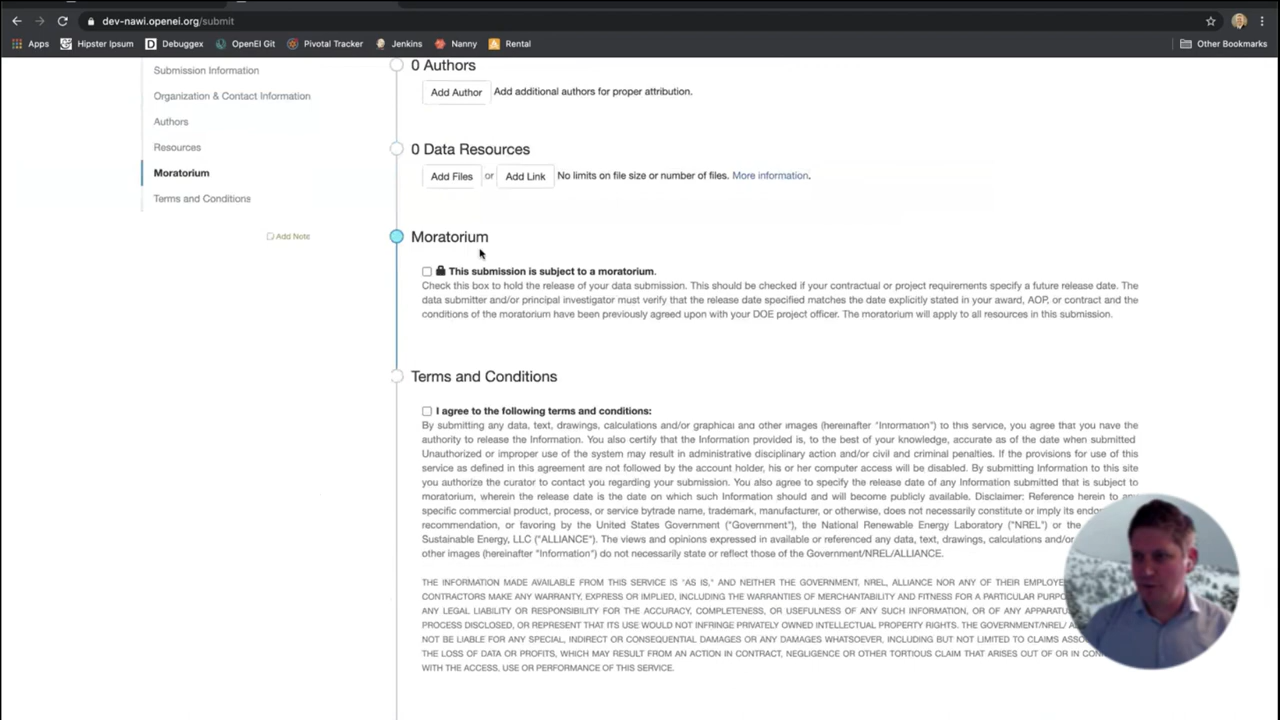 dev-nawi.openei.org/submit
Apps Hipster Ipsum Debuggex OpenEI Git Pivotal Tracker Jenkins Nanny Rental Other Bookmarks
Submission Information
Organization & Contact Information
Authors
Resources
Moratorium
Terms and Conditions
Add Note
0 Authors
Add Author Add additional authors for proper attribution.
0 Data Resources
Add Files or Add Link No limits on file size or number of files. More information.
Moratorium
This submission is subject to a moratorium.
Check this box to hold the release of your data submission. This should be checked if your contractual or project requirements specify a future release date. The
data submitter and/or principal investigator must verify that the release date specified matches the date explicitly stated in your award, AOP, or contract and the
conditions of the moratorium have been previously agreed upon with your DOE project officer. The moratorium will apply to all resources in this submission.
Terms and Conditions
I agree to the following terms and conditions:
By submitting any data, text, drawings, calculations and/or graphical and other images (hereinafter "Information") to this service, you agree that you have the
authority to release the Information. You also certify that the Information provided is, to the best of your knowledge, accurate as of the date when submitted
Unauthorized or improper use of the system may result in administrative disciplinary action and/or civil and criminal penalties. If the provisions for use of this
service as defined in this agreement are not followed by the account holder, his or her computer access will be disabled. By submitting Information to this site
you authorize the curator to contact you regarding your submission. You also agree to specify the release date of any Information submitted that is subject to
moratorium, wherein the release date is the date on which such Information should and will become publicly available. Disclaimer: Reference herein to any
specific commercial product, process, or service bytrade name, trademark, manufacturer, or otherwise, does not necessarily constitute or imply its
recommendation, or favoring by the United States Government ("Government"), the National Renewable Energy Laboratory ("NREL") or the
Sustainable Energy, LLC ("ALLIANCE"). The views and opinions expressed in available or referenced any data, text, drawings, calculations and/or
other images (hereinafter "Information") do not necessarily state or reflect those of the Government/NREL/ALLIANCE.
THE INFORMATION MADE AVAILABLE FROM THIS SERVICE IS "AS IS," AND NEITHER THE GOVERNMENT, NREL, ALLIANCE NOR ANY OF THEIR
CONTRACTORS MAKE ANY WARRANTY, EXPRESS OR IMPLIED, INCLUDING THE WARRANTIES OF MERCHANTABILITY AND FITNESS FOR A PARTICULAR
ANY LEGAL LIABILITY OR RESPONSIBILITY FOR THE ACCURACY, COMPLETENESS, OR USEFULNESS OF ANY SUCH INFORMATION, OR OF ANY
PROCESS DISCLOSED, OR REPRESENT THAT ITS USE WOULD NOT INFRINGE PRIVATELY OWNED INTELLECTUAL PROPERTY RIGHTS. THE GOVERNMENT/NREL/
NOT BE LIABLE FOR ANY SPECIAL, INDIRECT OR CONSEQUENTIAL DAMAGES OR ANY DAMAGES WHATSOEVER, INCLUDING BUT NOT LIMITED TO CLAIMS
THE LOSS OF DATA OR PROFITS, WHICH MAY RESULT FROM AN ACTION IN CONTRACT, NEGLIGENCE OR OTHER TORTIOUS CLAIM THAT ARISES OUT OF OR IN
WITH THE ACCESS, USE OR PERFORMANCE OF THIS SERVICE.